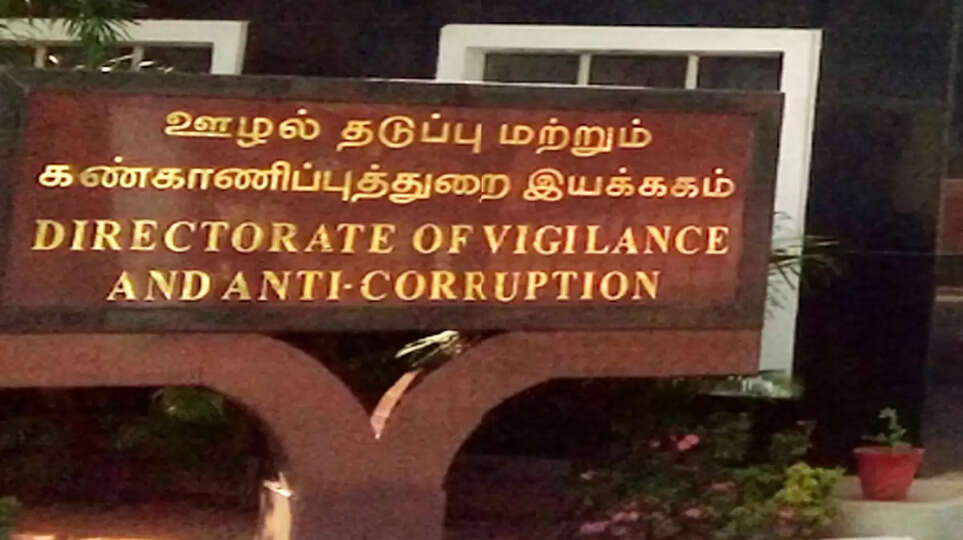 ஊழல் தடுப்பு மற்றும்
கண்காணிப்புத்துறை இயக்ககம்
DIRECTORATE OF VIGILANCE
AND ANTI-CORRUPTION